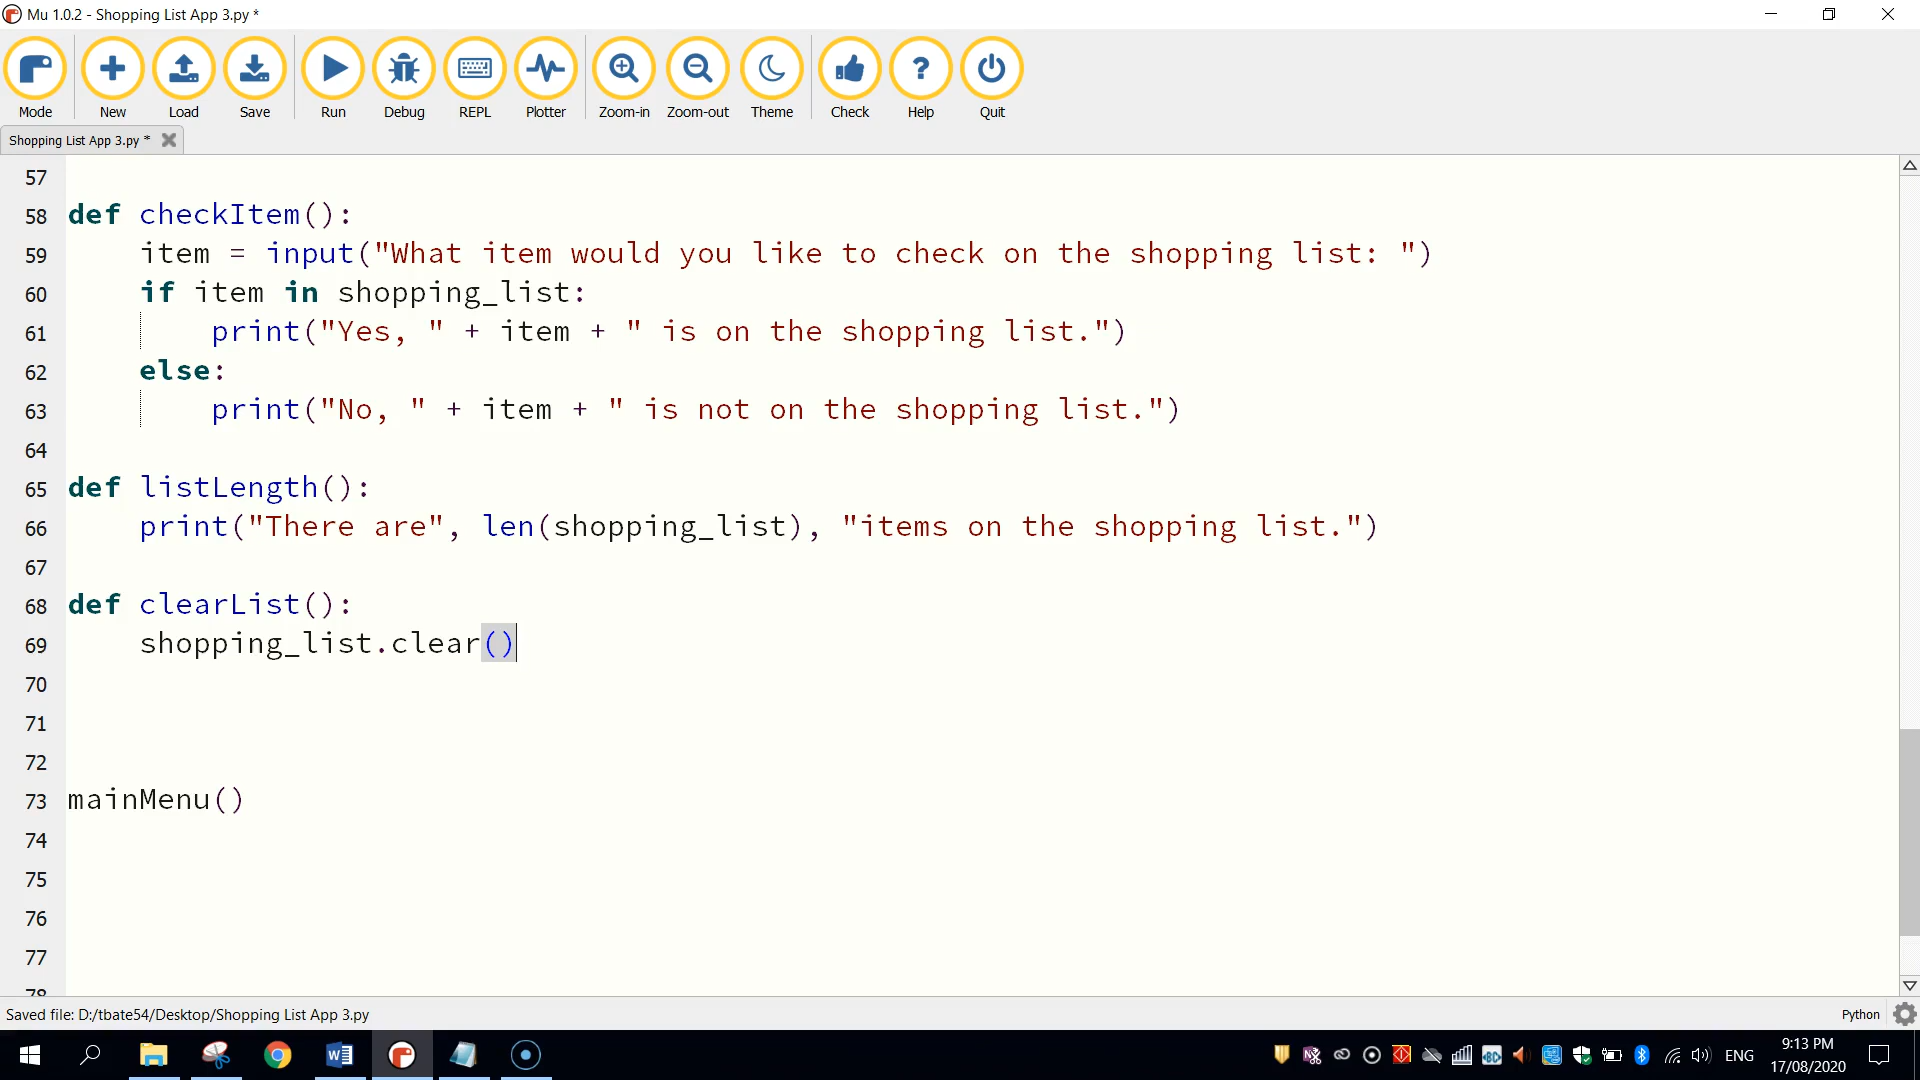 Mu 1.0.2 - Shopping List App 3.py *
Mode New Load Save Run Debug REPL Plotter Zoom-in Zoom-out Theme Check Help Quit
Shopping List App 3.py *
57
58 def checkItem():
59     item = input("What item would you like to check on the shopping list: ")
60     if item in shopping_list:
61         print("Yes, " + item + " is on the shopping list.")
62     else:
63         print("No, " + item + " is not on the shopping list.")
64
65 def listLength():
66     print("There are", len(shopping_list), "items on the shopping list.")
67
68 def clearList():
69     shopping_list.clear()
70
71
72
73 mainMenu()
74
75
76
77
78
Saved file: D:/tbate54/Desktop/Shopping List App 3.py Python
ENG 9:13 PM
17/08/2020